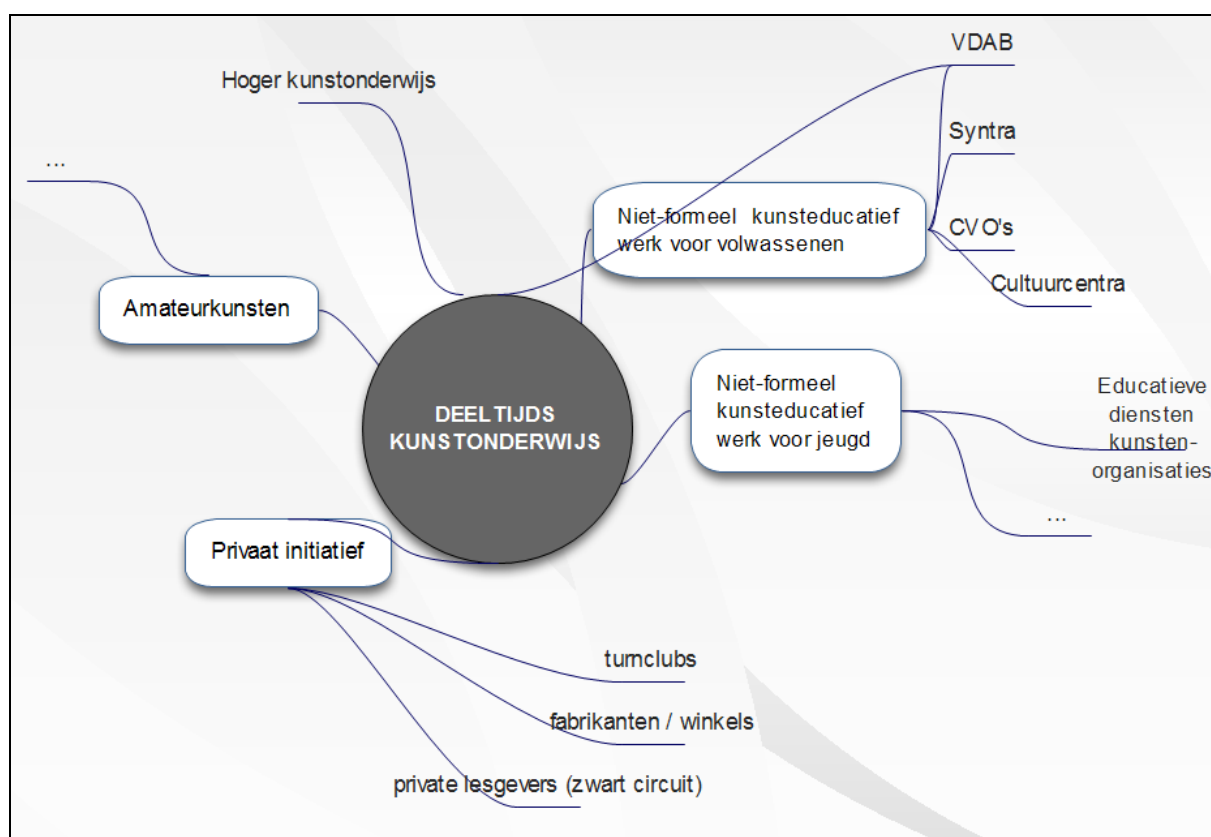 VDAB
Hoger kunstonderwijs
Syntra
...
Niet-formeel kunsteducatief
werk voor volwassenen
CVO's
Cultuurcentra
Amateurkunsten
Niet-formeel
kunsteducatief
werk voor jeugd
Educatieve
diensten
kunsten-
organisaties
DEELTIJDS
KUNSTONDERWIJS
...
Privaat initiatief
turnclubs
fabrikanten / winkels
private lesgevers (zwart circuit)